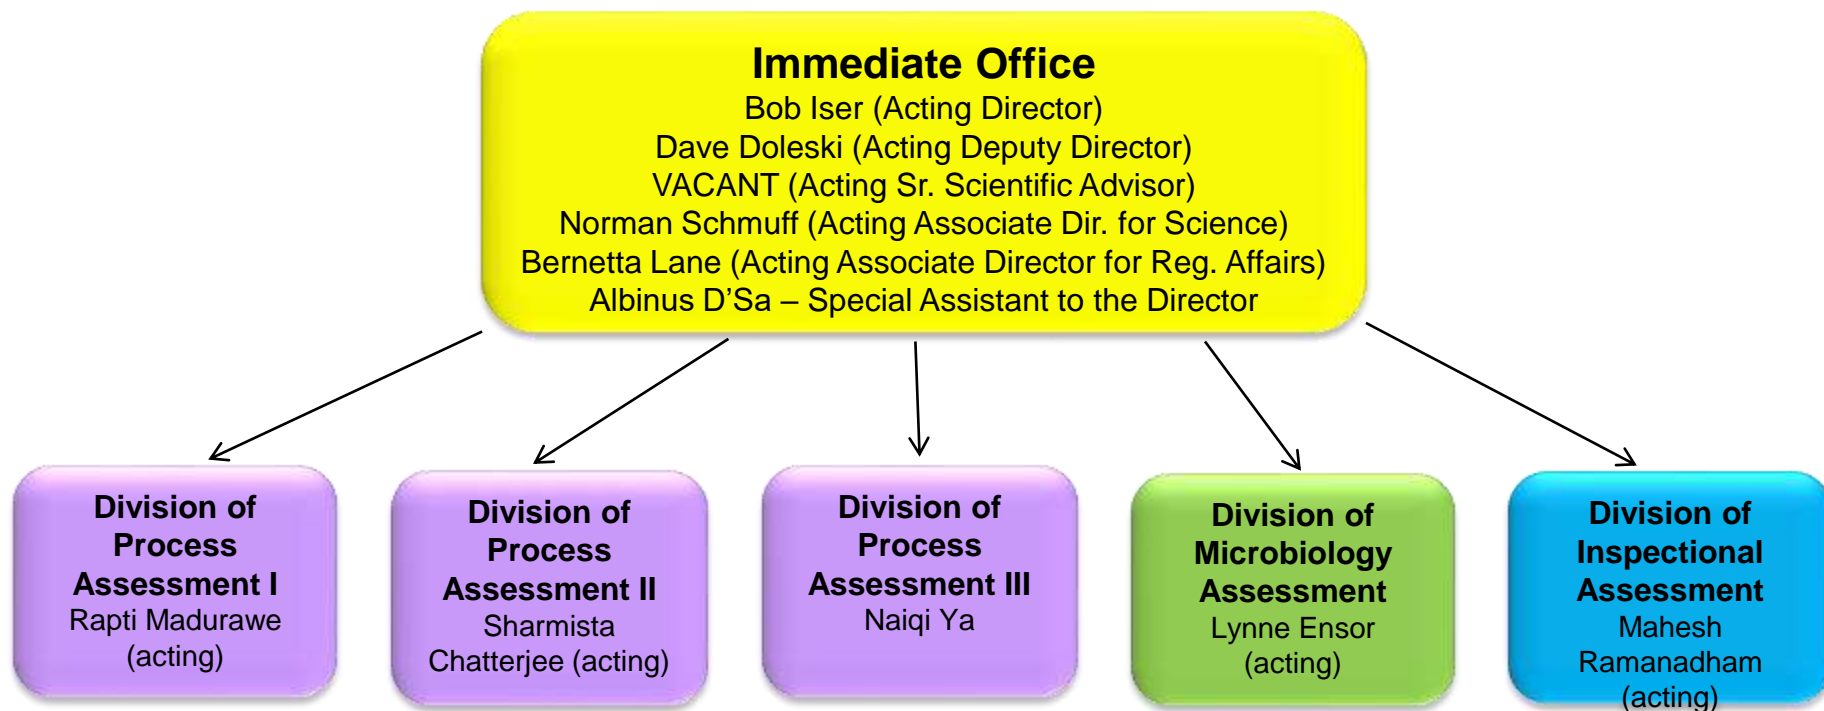 Immediate Office
Bob Iser (Acting Director)
Dave Doleski (Acting Deputy Director)
VACANT (Acting Sr. Scientific Advisor)
Norman Schmuff (Acting Associate Dir. for Science)
Bernetta Lane (Acting Associate Director for Reg. Affairs)
Albinus D’Sa – Special Assistant to the Director
Division of
Process
Assessment I
Rapti Madurawe
(acting)
Division of
Process
Assessment II
Sharmista
Chatterjee (acting)
Division of
Process
Assessment III
Naiqi Ya
Division of
Microbiology
Assessment
Lynne Ensor
(acting)
Division of
Inspectional
Assessment
Mahesh
Ramanadham
(acting)